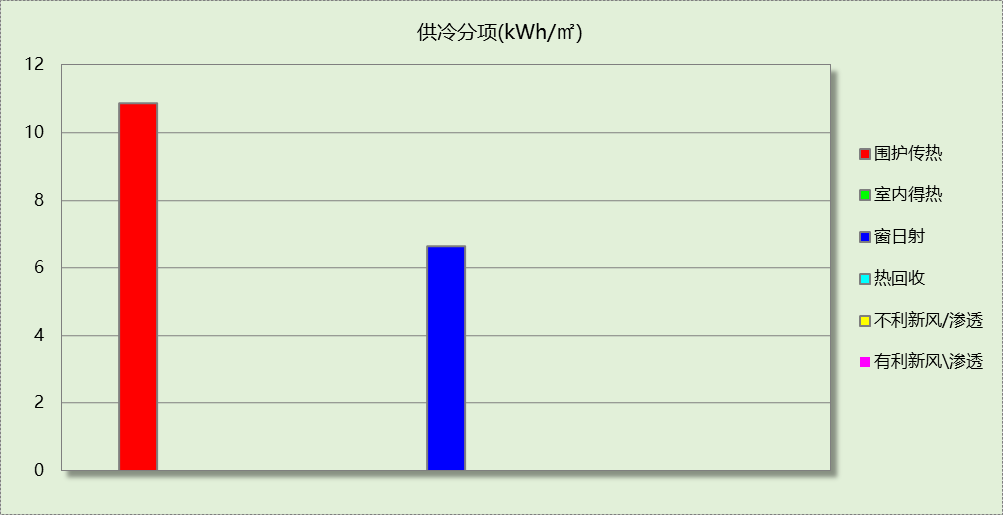 供冷分项(kWh/㎡)
12
10
8
6
4
2
0
围护传热
室内得热
窗日射
热回收
不利新风/渗透
有利新风\渗透